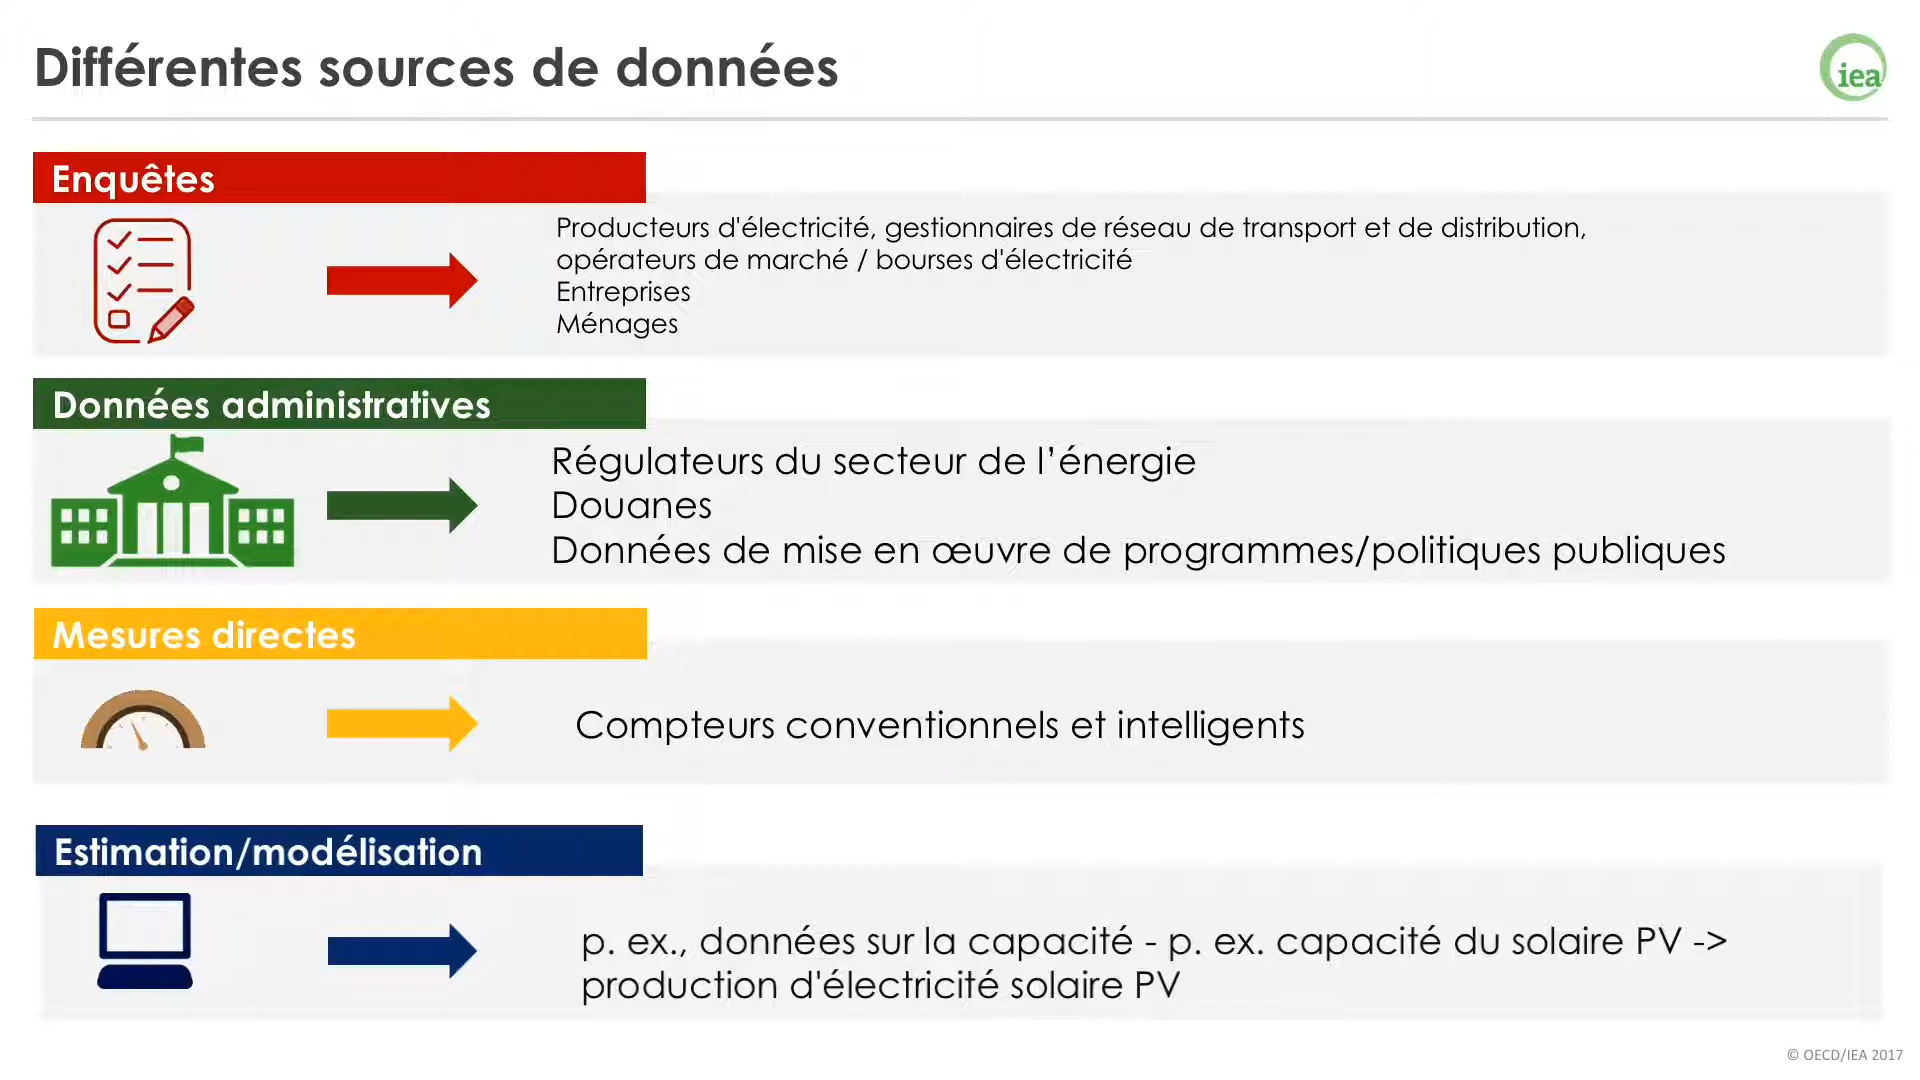 Différentes sources de données
iea
Enquêtes
Producteurs d'électricité, gestionnaires de réseau de transport et de distribution,
opérateurs de marché / bourses d'électricité
Entreprises
Ménages
Données administratives
Régulateurs du secteur de l’énergie
Douanes
Données de mise en œuvre de programmes/politiques publiques
Mesures directes
Compteurs conventionnels et intelligents
Estimation/modélisation
p. ex., données sur la capacité - p. ex. capacité du solaire PV ->
production d'électricité solaire PV
© OECD/IEA 2017